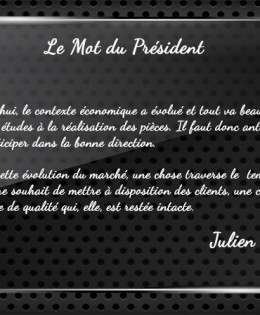 Le Mot du Président
hui, le contexte économique a évolué et tout va beau
études à la réalisation des pièces. Il faut donc ant
ticiper dans la bonne direction.
ette évolution du marché, une chose traverse le tem
re souhait de mettre à disposition des clients, une c
e de qualité qui, elle, est restée intacte.
Julien